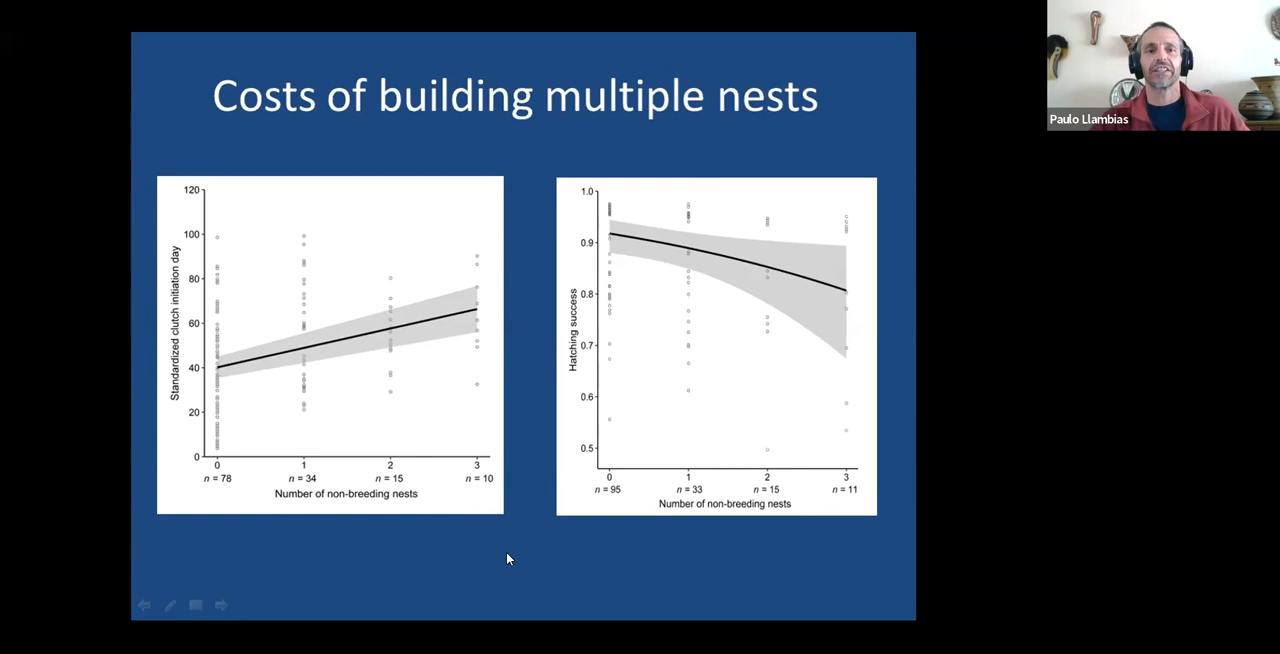 Costs of building multiple nests
Paulo Llambias
120
100
80
60
40
20
0
Standardized clutch initiation day
0 1 2 3
n = 78 n = 34 n = 15 n = 10
Number of non-breeding nests
1.0
0.9
0.8
0.7
0.6
0.5
Hatching success
0 1 2 3
n = 95 n = 33 n = 15 n = 11
Number of non-breeding nests